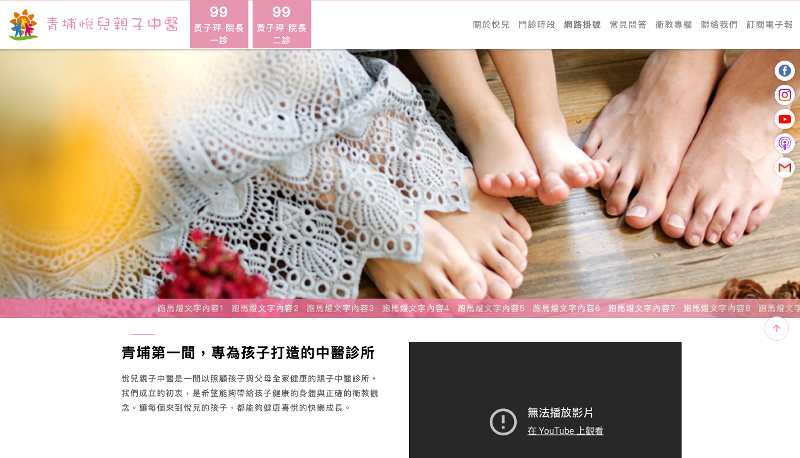 青埔悅兒親子中醫
99
黃子玶 院長
一診
99
黃子玶 院長
二診
關於悅兒 門診時段 網路掛號 常見問答 衛教專欄 聯絡我們 訂閱電子報
跑馬燈文字內容1 跑馬燈文字內容2 跑馬燈文字內容3 跑馬燈文字內容4 跑馬燈文字內容5 跑馬燈文字內容6 跑馬燈文字內容7 跑馬燈文字內容8 跑馬燈文字
青埔第一間，專為孩子打造的中醫診所
悅兒親子中醫是一間以照顧孩子與父母全家健康的親子中醫診所。
我們成立的初衷，是希望能夠帶給孩子健康的身體與正確的衛教觀
念。讓每個來到悅兒的孩子，都能夠健康喜悅的快樂成長。
無法播放影片
在 YouTube 上觀看